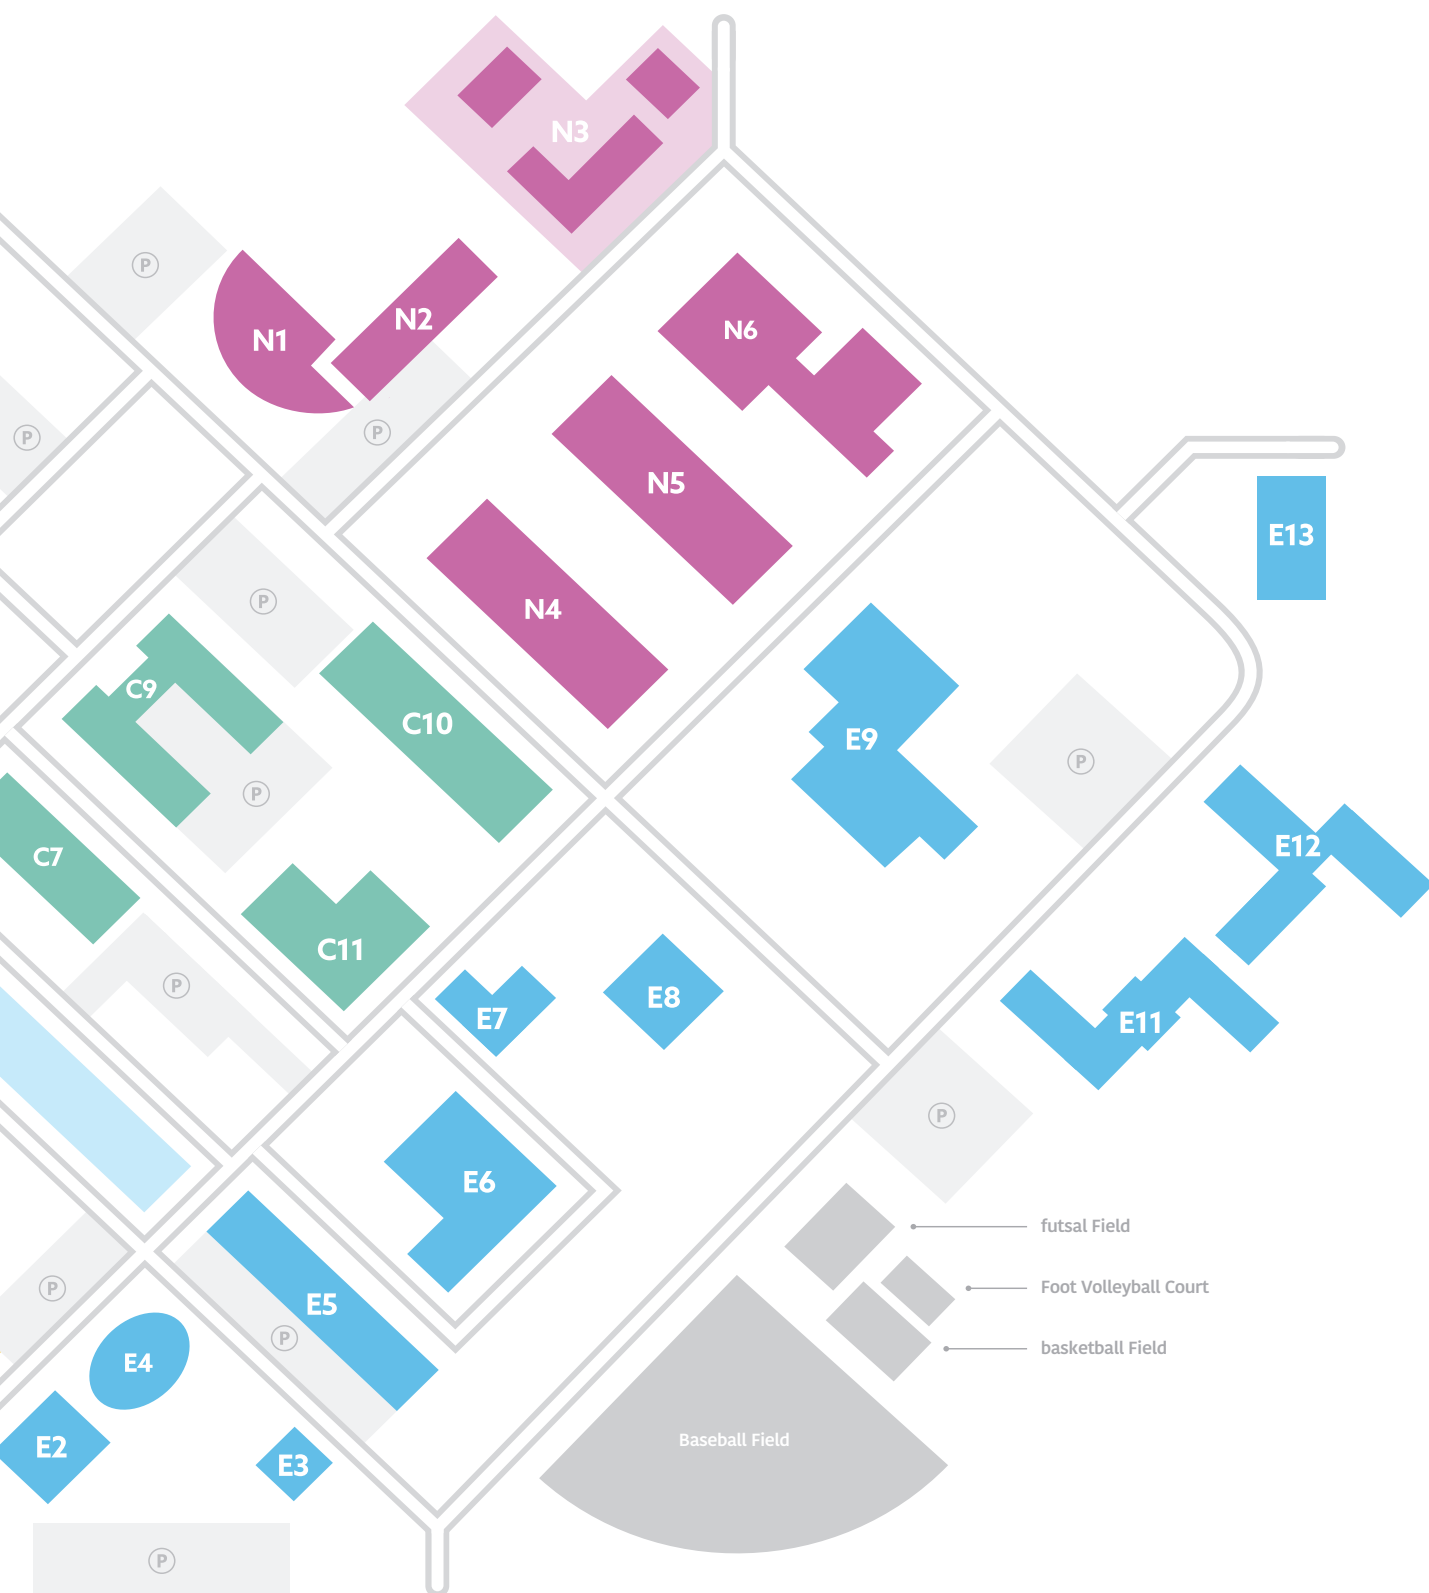 N3
P
N1
N2
N6
P
P
N5
E13
P
N4
C9
C10
E9
P
P
C7
E12
C11
P
E8
E7
E11
P
E6
futsal Field
P
Foot Volleyball Court
E5
P
basketball Field
E4
Baseball Field
E2
E3
P